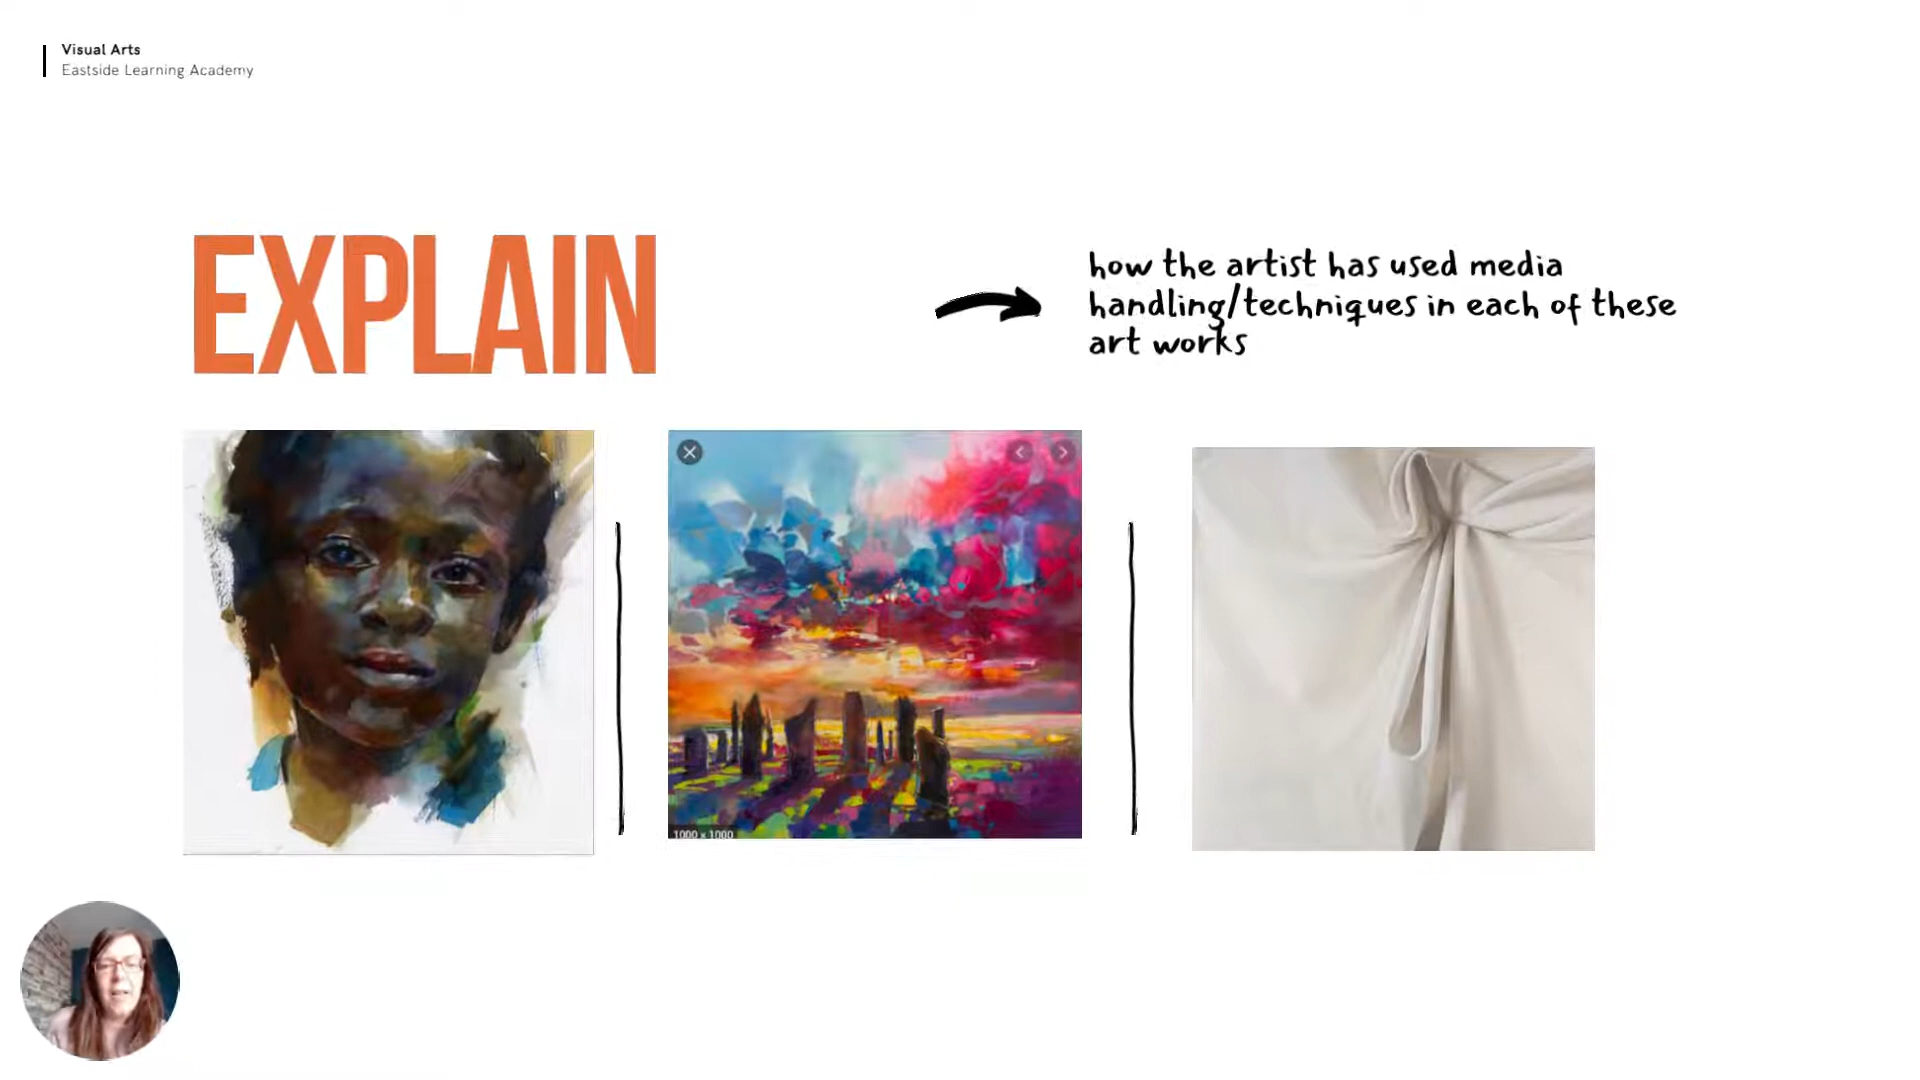 Visual Arts
Eastside Learning Academy
EXPLAIN
how the artist has used media
handling/techniques in each of these
art works
1000 x 1000